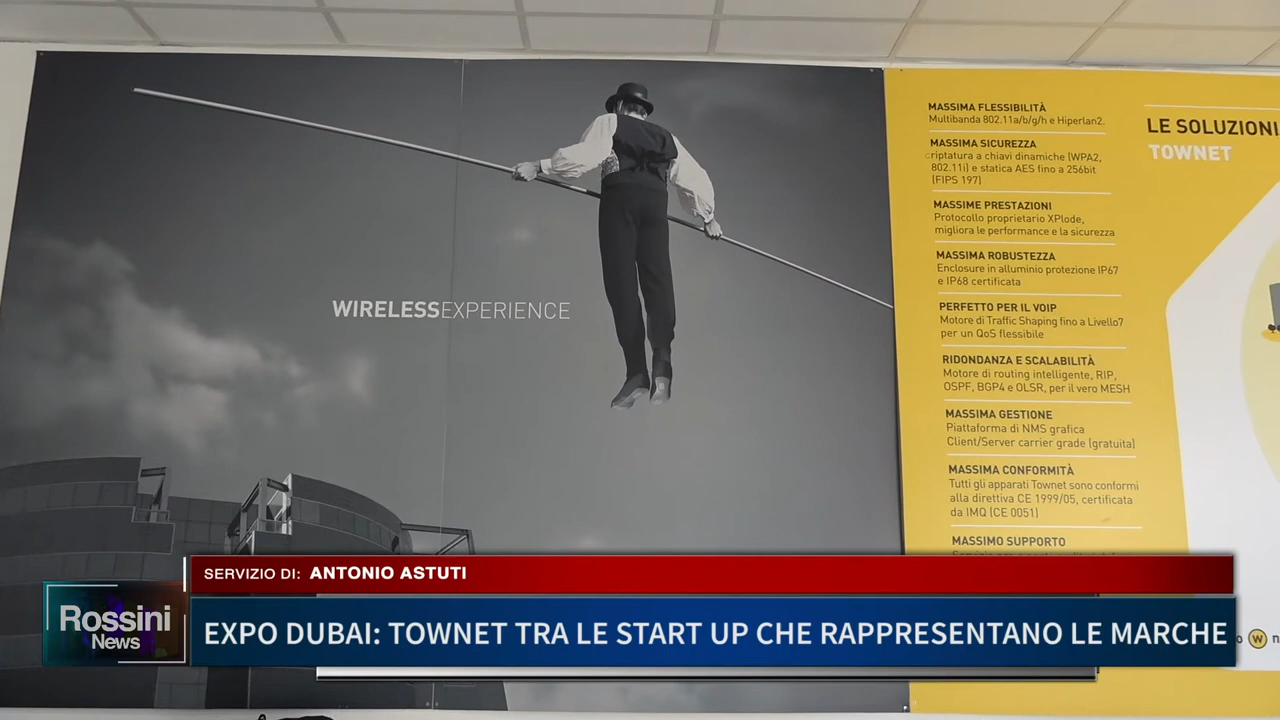 WIRELESSEXPERIENCE
MASSIMA FLESSIBILITÀ
Multibanda 802.11a/b/g/h e Hiperlan2.
MASSIMA SICUREZZA
criptatura a chiavi dinamiche (WPA2,
802.11i) e statica AES fino a 256bit
(FIPS 197)
MASSIME PRESTAZIONI
Protocollo proprietario XPlode,
migliora le performance e la sicurezza
MASSIMA ROBUSTEZZA
Enclosure in alluminio protezione IP67
e IP68 certificata
PERFETTO PER IL VOIP
Motore di Traffic Shaping fino a Livello7
per un QoS flessibile
RIDONDANZA E SCALABILITÀ
Motore di routing intelligente, RIP,
OSPF, BGP4 e OLSR, per il vero MESH
MASSIMA GESTIONE
Piattaforma di NMS grafica
Client/Server carrier grade (gratuita)
MASSIMA CONFORMITÀ
Tutti gli apparati Townet sono conformi
alla direttiva CE 1999/05, certificata
da IMQ (CE 0051)
MASSIMO SUPPORTO
LE SOLUZIONI
TOWNET
SERVIZIO DI: ANTONIO ASTUTI
Rossini
News
EXPO DUBAI: TOWNET TRA LE START UP CHE RAPPRESENTANO LE MARCHE